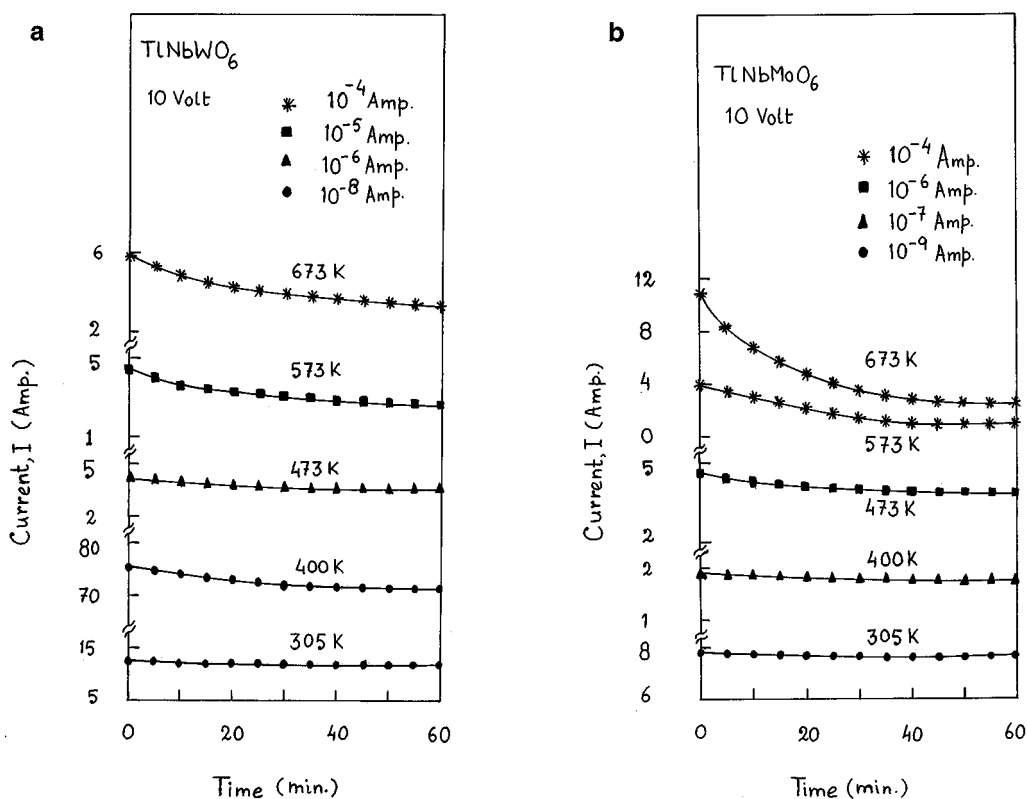 a
TlNbWO₆
10 Volt
10⁻⁴ Amp.
10⁻⁵ Amp.
10⁻⁶ Amp.
10⁻⁸ Amp.
6
673 K
2
5
573 K
1
5
473 K
2
80
400 K
70
305 K
15
5
0 20 40 60
Time (min.)
Current, I (Amp.)
b
TlNbMoO₆
10 Volt
10⁻⁴ Amp.
10⁻⁶ Amp.
10⁻⁷ Amp.
10⁻⁹ Amp.
12
8
673 K
4
0
573 K
5
473 K
2
400 K
2
1
305 K
8
6
0 20 40 60
Time (min.)
Current, I (Amp.)